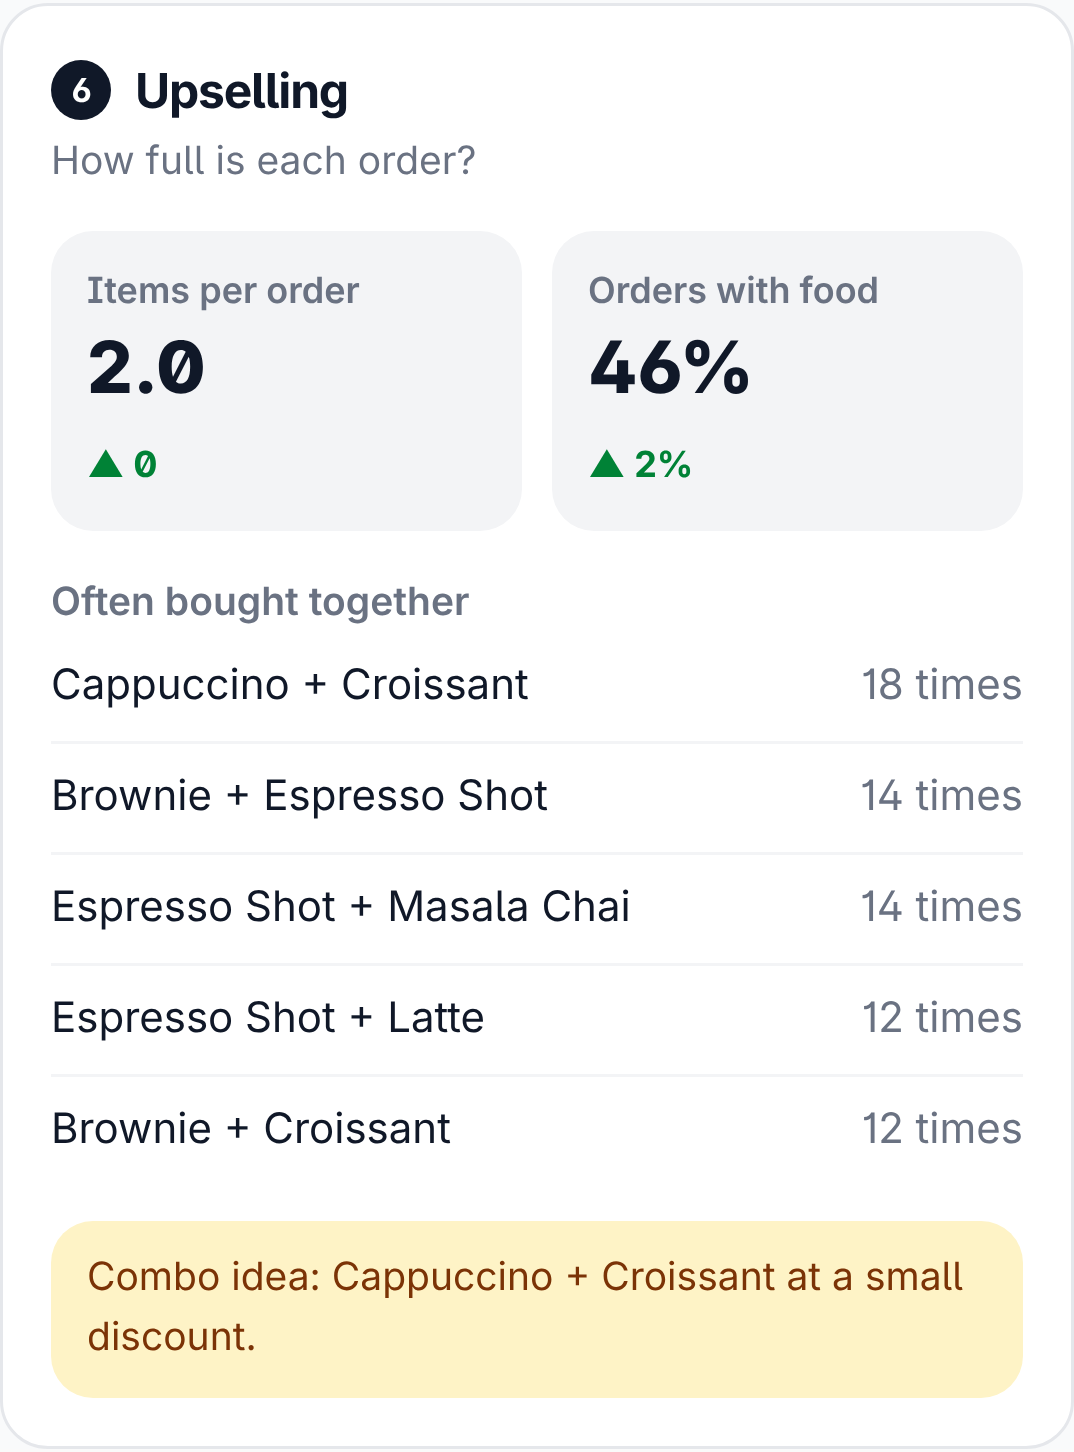 6 Upselling
How full is each order?
Items per order
2.0
▲ 0
Orders with food
46%
▲ 2%
Often bought together
Cappuccino + Croissant 18 times
Brownie + Espresso Shot 14 times
Espresso Shot + Masala Chai 14 times
Espresso Shot + Latte 12 times
Brownie + Croissant 12 times
Combo idea: Cappuccino + Croissant at a small
discount.